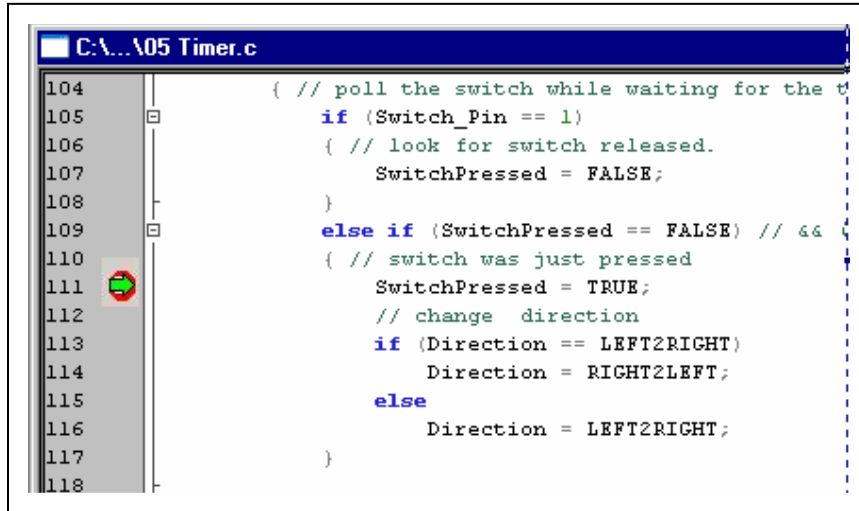 C:\...\05 Timer.c
104 { // poll the switch while waiting for the
105 if (Switch_Pin == 1)
106 { // look for switch released.
107 SwitchPressed = FALSE;
108 }
109 else if (SwitchPressed == FALSE) // &&
110 { // switch was just pressed
111 SwitchPressed = TRUE;
112 // change direction
113 if (Direction == LEFT2RIGHT)
114 Direction = RIGHT2LEFT;
115 else
116 Direction = LEFT2RIGHT;
117 }
118